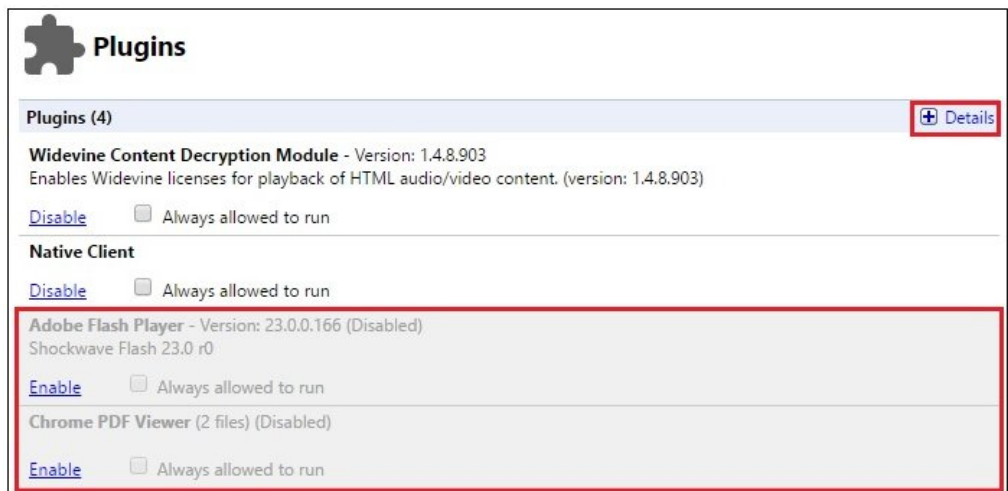 Plugins
Plugins (4)
Details
Widevine Content Decryption Module - Version: 1.4.8.903
Enables Widevine licenses for playback of HTML audio/video content. (version: 1.4.8.903)
Disable Always allowed to run
Native Client
Disable Always allowed to run
Adobe Flash Player - Version: 23.0.0.166 (Disabled)
Shockwave Flash 23.0 r0
Enable Always allowed to run
Chrome PDF Viewer (2 files) (Disabled)
Enable Always allowed to run